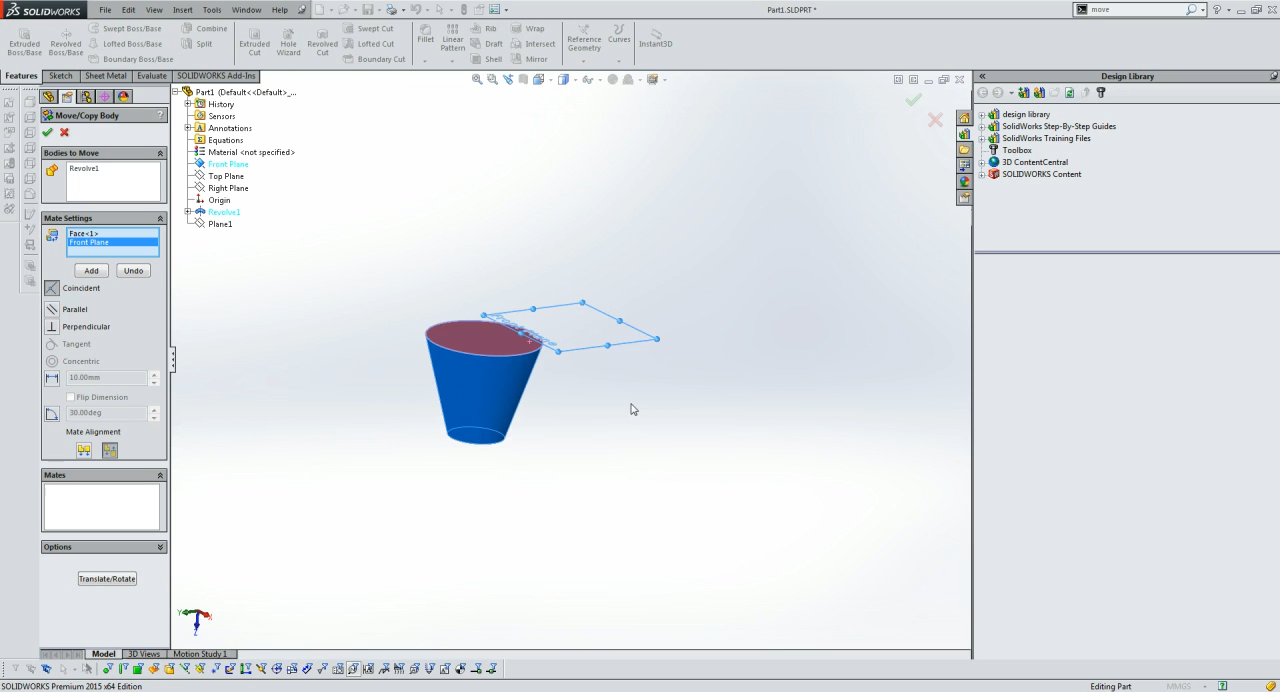 SOLIDWORKS File Edit View Insert Tools Window Help Part1.SLDPRT * move
Extruded Boss/Base
Revolved Boss/Base
Swept Boss/Base
Lofted Boss/Base
Boundary Boss/Base
Combine
Split
Extruded Cut
Hole Wizard
Revolved Cut
Swept Cut
Lofted Cut
Boundary Cut
Fillet
Linear Pattern
Rib
Draft
Shell
Wrap
Intersect
Mirror
Reference Geometry
Curves
Instant3D
Features Sketch Sheet Metal Evaluate SOLIDWORKS Add-Ins
Move/Copy Body ?
Bodies to Move
Revolve1
Mate Settings
Face<1>
Front Plane
Add Undo
Coincident
Parallel
Perpendicular
Tangent
Concentric
10.00mm
Flip Dimension
30.00deg
Mate Alignment
Mates
Options
Translate/Rotate
Part1 (Default<<Default>_...
History
Sensors
Annotations
Equations
Material <not specified>
Front Plane
Top Plane
Right Plane
Origin
Revolve1
Plane1
Y X
Z
Design Library
design library
SolidWorks Step-By-Step Guides
SolidWorks Training Files
Toolbox
3D ContentCentral
SOLIDWORKS Content
Model 3D Views Motion Study 1
SOLIDWORKS Premium 2015 x64 Edition Editing Part MMGS